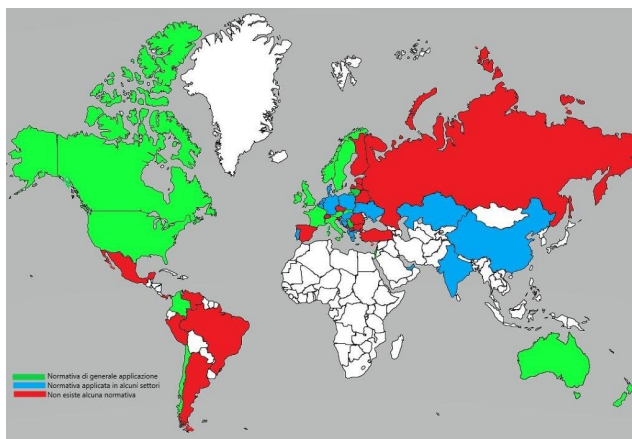 Normativa di generale applicazione
Normativa applicata in alcuni settori
Non esiste alcuna normativa